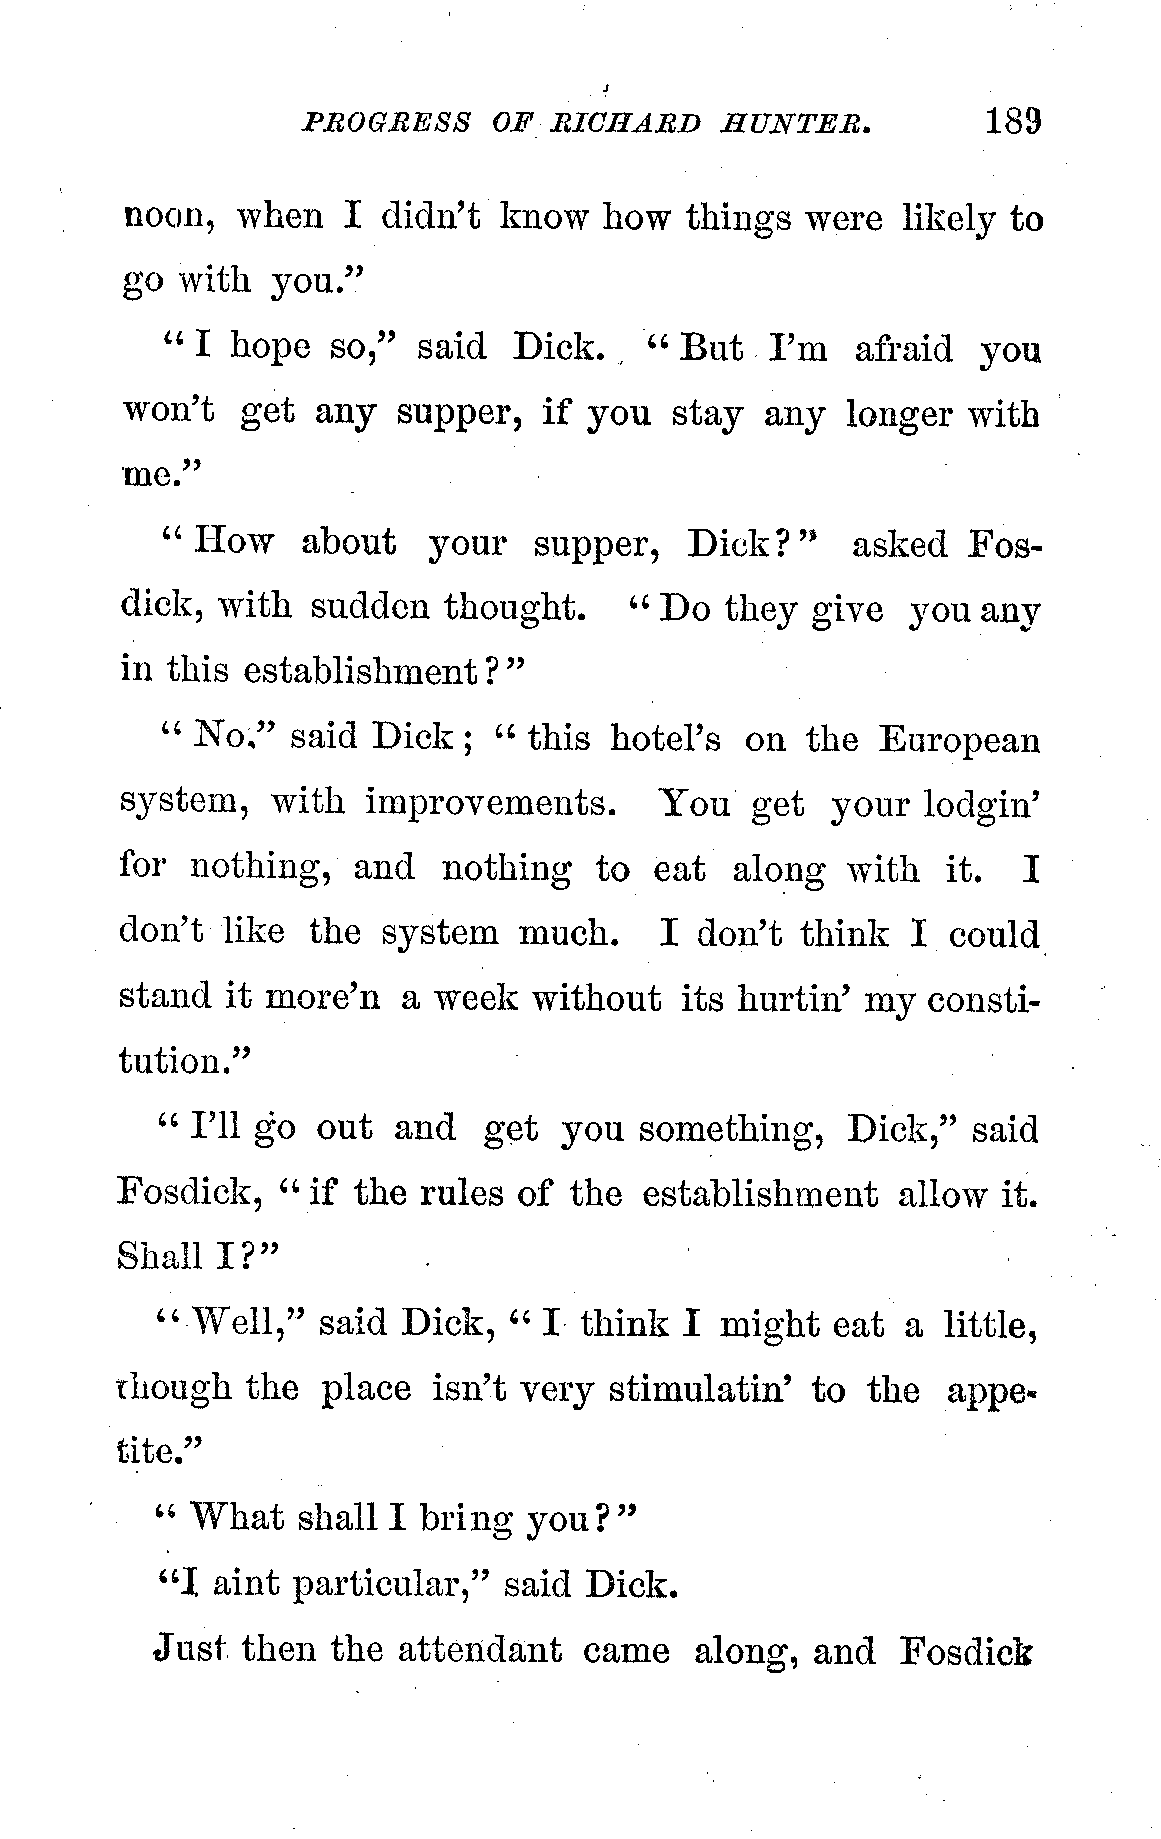 PROGRESS OF RICHARD HUNTER. 189
noon, when I didn't know how things were likely to
go with you."
"I hope so," said Dick. "But I'm afraid you
won't get any supper, if you stay any longer with
me."
"How about your supper, Dick?" asked Fos-
dick, with sudden thought. "Do they give you any
in this establishment?"
"No," said Dick; "this hotel's on the European
system, with improvements. You get your lodgin'
for nothing, and nothing to eat along with it. I
don't like the system much. I don't think I could
stand it more'n a week without its hurtin' my consti-
tution."
"I'll go out and get you something, Dick," said
Fosdick, "if the rules of the establishment allow it.
Shall I?"
"Well," said Dick, "I think I might eat a little,
though the place isn't very stimulatin' to the appe-
tite."
"What shall I bring you?"
"I aint particular," said Dick.
Just then the attendant came along, and Fosdick